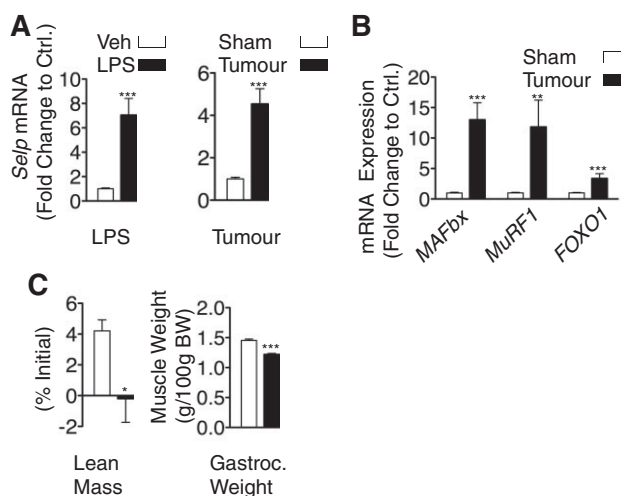 A
Veh
LPS
Selp mRNA
(Fold Change to Ctrl.)
10
8
6
4
2
0
***
LPS
Sham
Tumour
6
4
2
0
***
Tumour
B
Sham
Tumour
mRNA Expression
(Fold Change to Ctrl.)
20
15
10
5
0
***
**
***
MAFbx
MuRF1
FOXO1
C
(% Initial)
6
4
2
0
-2
*
Lean
Mass
Muscle Weight
(g/100g BW)
2.0
1.5
1.0
0.5
0.0
***
Gastroc.
Weight